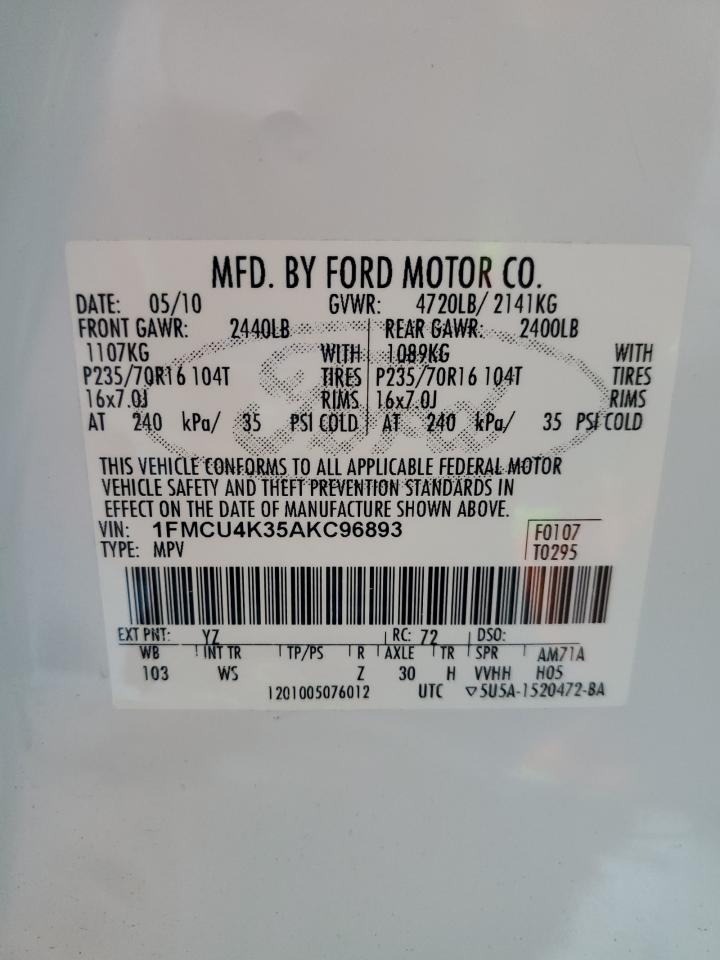 MFD. BY FORD MOTOR CO.
DATE: 05/10 GVWR: 4720LB/ 2141KG
FRONT GAWR: 2440LB REAR GAWR: 2400LB
1107KG WITH 1089KG WITH
P235/70R16 104T TIRES P235/70R16 104T TIRES
16x7.0J RIMS 16x7.0J RIMS
AT 240 kPa/ 35 PSI COLD AT 240 kPa/ 35 PSI COLD
Ford
THIS VEHICLE CONFORMS TO ALL APPLICABLE FEDERAL MOTOR
VEHICLE SAFETY AND THEFT PREVENTION STANDARDS IN
EFFECT ON THE DATE OF MANUFACTURE SHOWN ABOVE.
VIN: 1FMCU4K35AKC96893 F0107
TYPE: MPV T0295
EXT PNT: YZ RC: 72 DSO:
WB INT TR TP/PS R AXLE TR SPR AM71A
103 WS Z 30 H VVHH H05
1201005076012 UTC ▽5U5A-1520472-BA